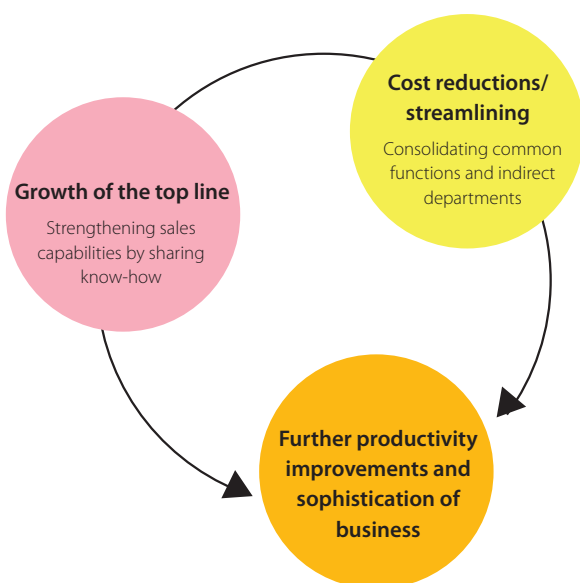 Growth of the top line
Strengthening sales
capabilities by sharing
know-how
Cost reductions/
streamlining
Consolidating common
functions and indirect
departments
Further productivity
improvements and
sophistication of
business